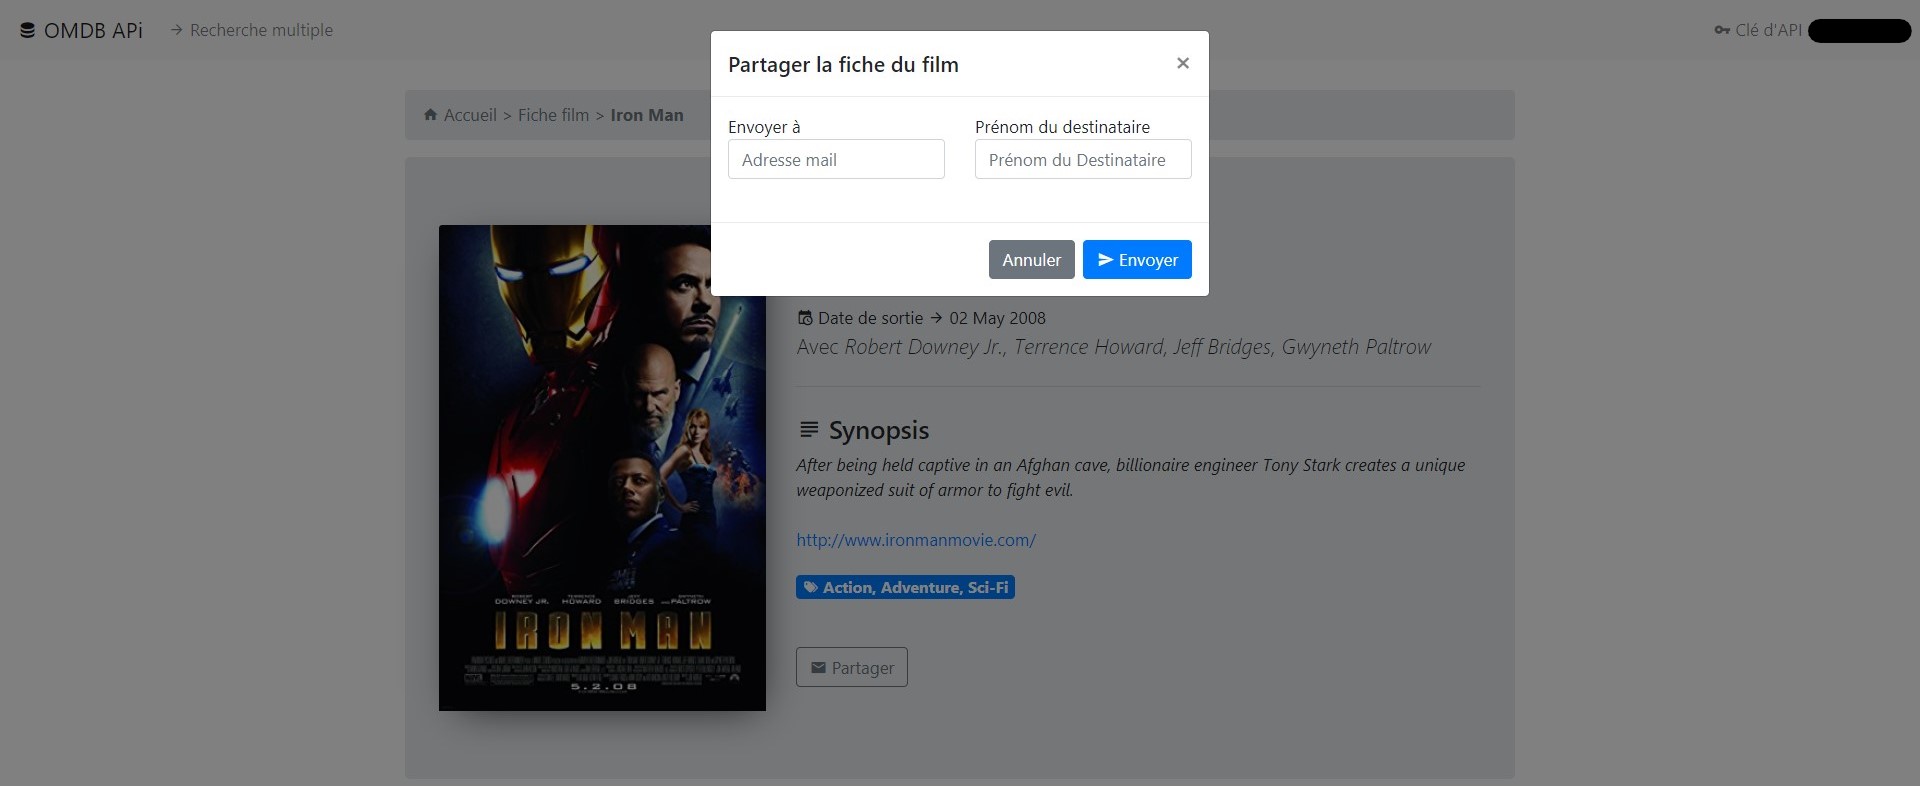 OMDB APi
Recherche multiple
Clé d'API
Partager la fiche du film
×
Envoyer à
Prénom du destinataire
Adresse mail
Prénom du Destinataire
Annuler
Envoyer
Accueil > Fiche film > Iron Man
Date de sortie → 02 May 2008
Avec Robert Downey Jr., Terrence Howard, Jeff Bridges, Gwyneth Paltrow
Synopsis
After being held captive in an Afghan cave, billionaire engineer Tony Stark creates a unique
weaponized suit of armor to fight evil.
http://www.ironmanmovie.com/
Action, Adventure, Sci-Fi
Partager
ROBERT DOWNEY JR. TERRENCE HOWARD JEFF BRIDGES AND GWYNETH PALTROW
IRON MAN
5.2.08